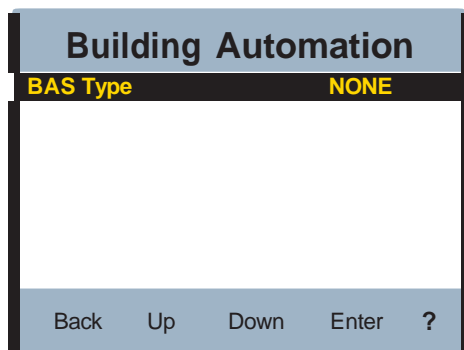 Building Automation
BAS Type NONE
Back Up Down Enter ?